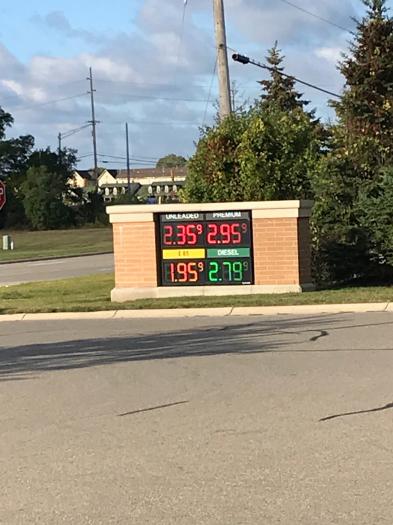 UNLEADED PREMIUM
2.35 9 2.95 9
E 85 DIESEL
1.95 9 2.79 9